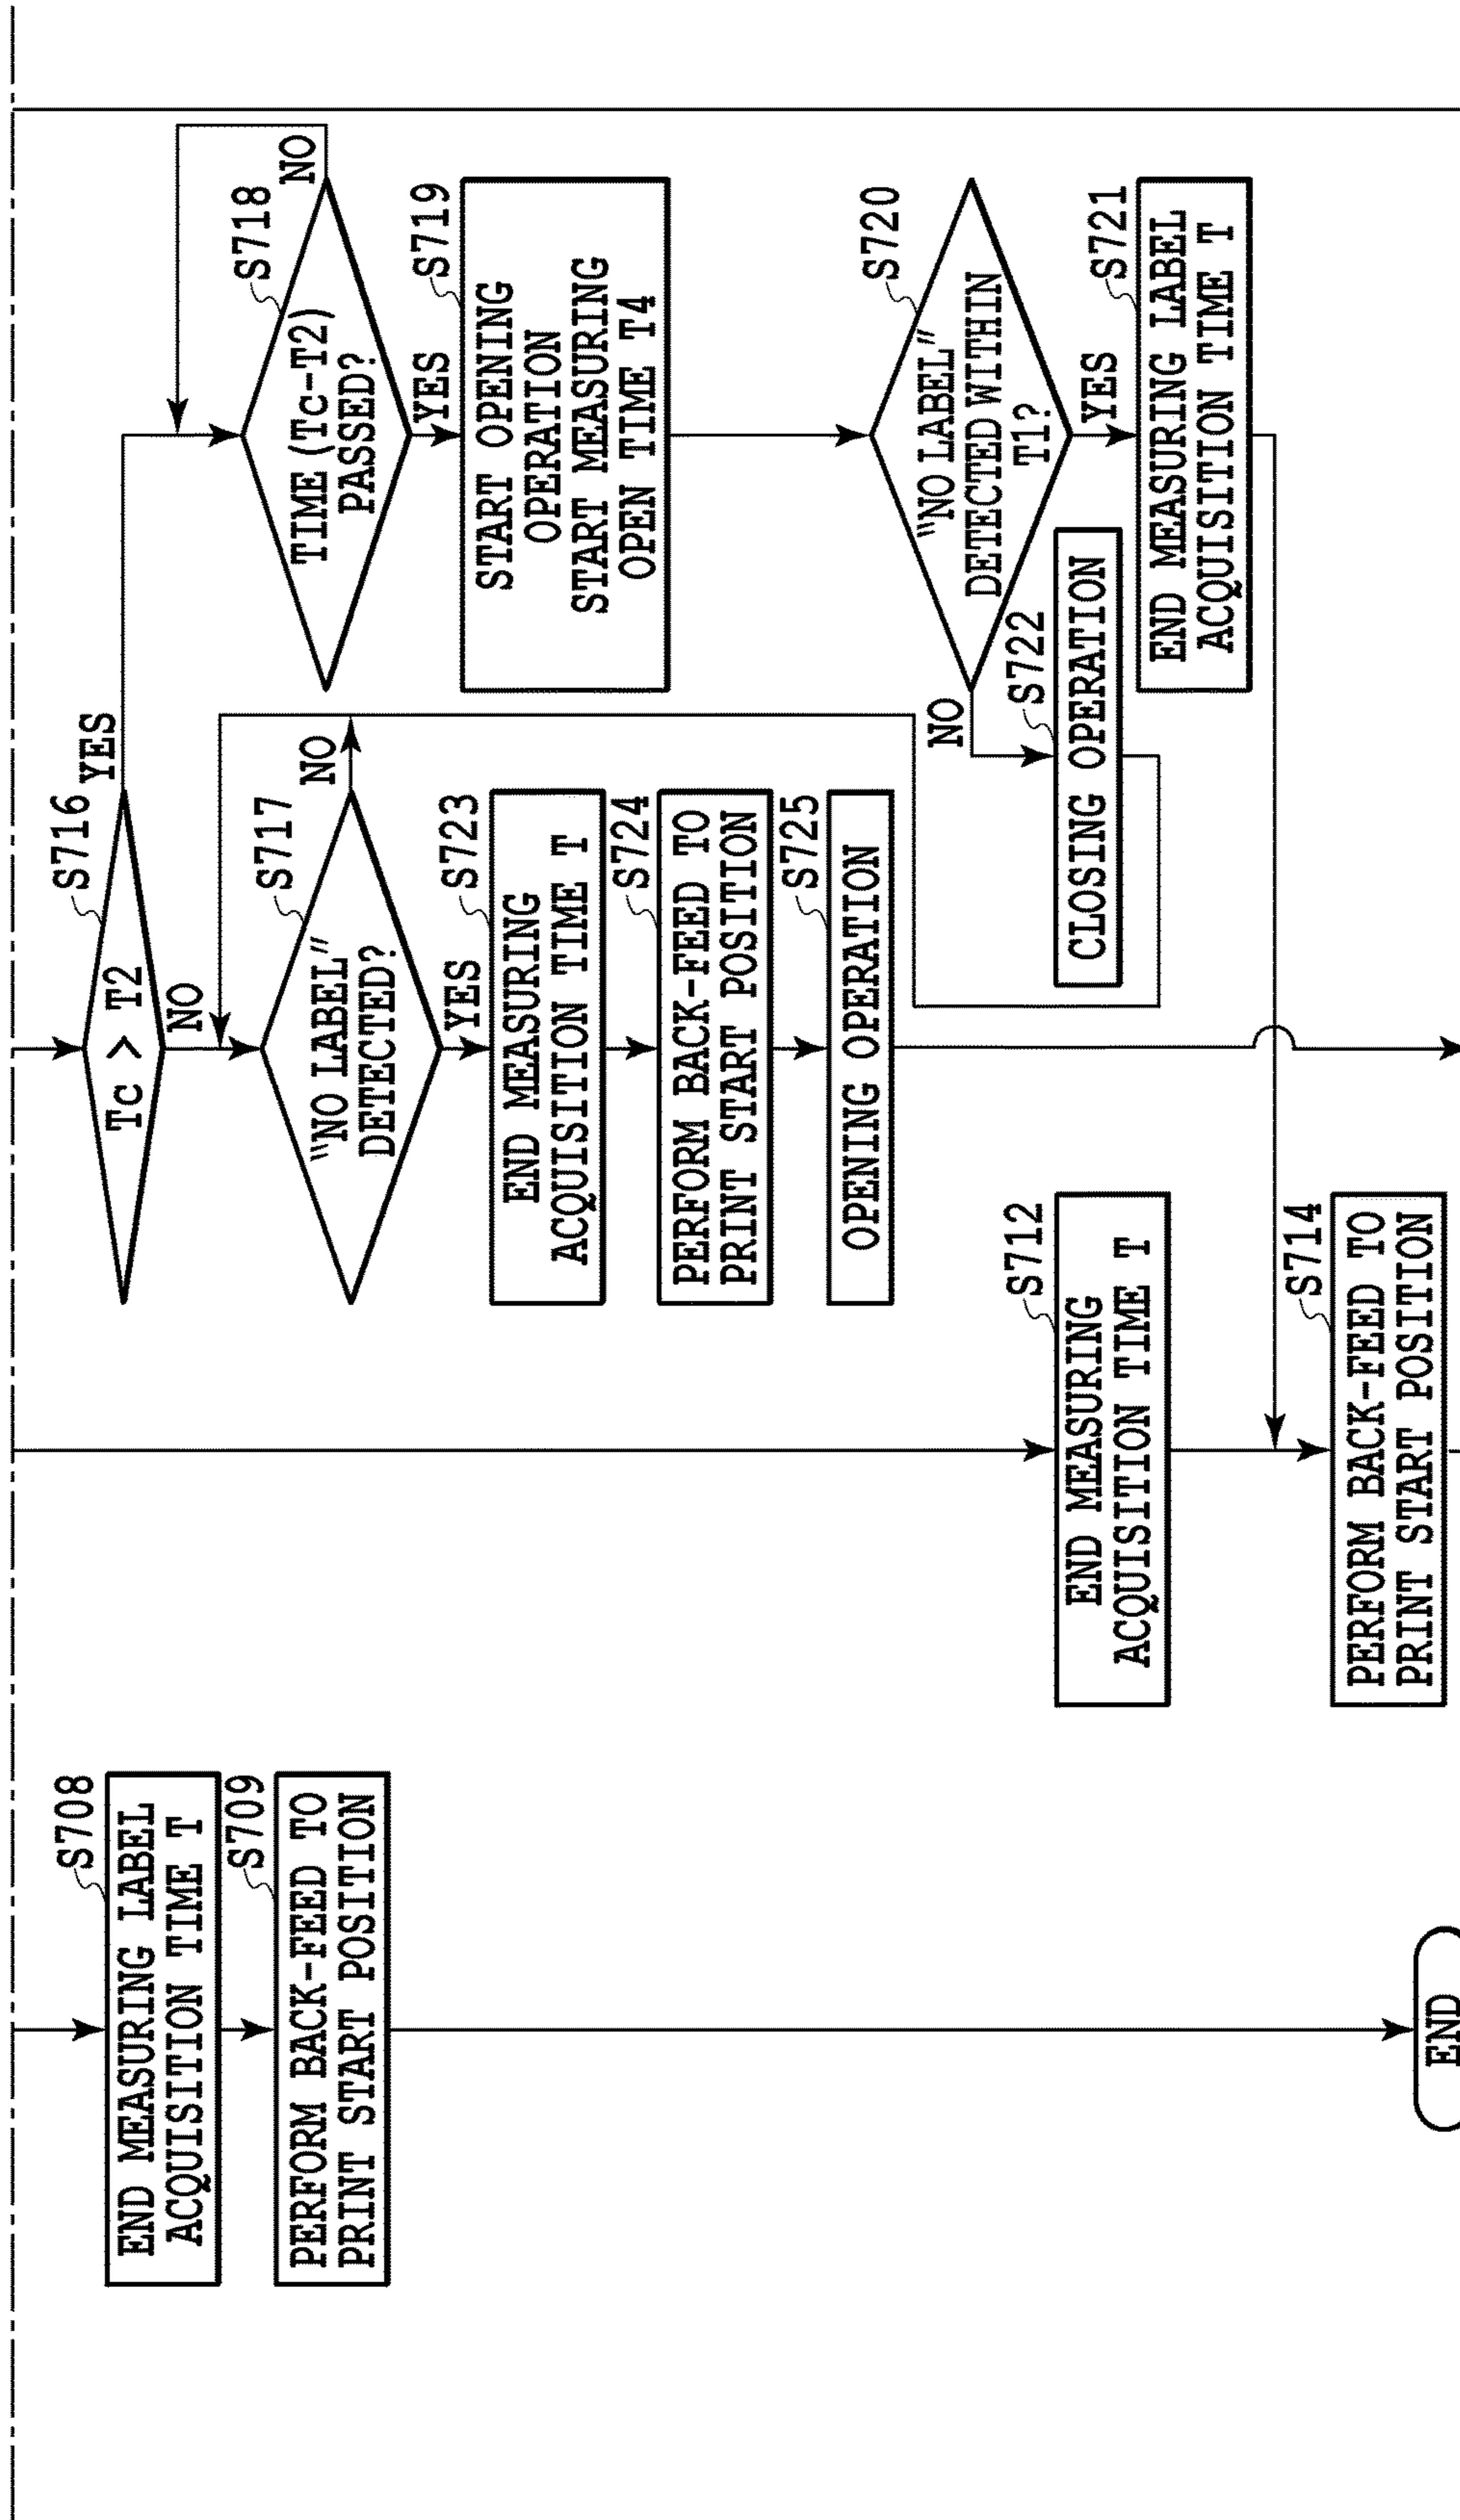 S708
END MEASURING LABEL
ACQUISITION TIME T
S709
PERFORM BACK-FEED TO
PRINT START POSITION
END
S712
END MEASURING
ACQUISITION TIME T
S714
PERFORM BACK-FEED TO
PRINT START POSITION
S716
Tc > T2
YES
NO
S717
"NO LABEL"
DETECTED?
NO
YES
S723
END MEASURING
ACQUISITION TIME T
S724
PERFORM BACK-FEED TO
PRINT START POSITION
S725
OPENING OPERATION
S718
TIME (Tc-T2)
PASSED?
NO
YES
S719
START OPENING
OPERATION
START MEASURING
OPEN TIME T4
S720
"NO LABEL"
DETECTED WITHIN
T1?
NO
YES
S722
CLOSING OPERATION
S721
END MEASURING LABEL
ACQUISITION TIME T